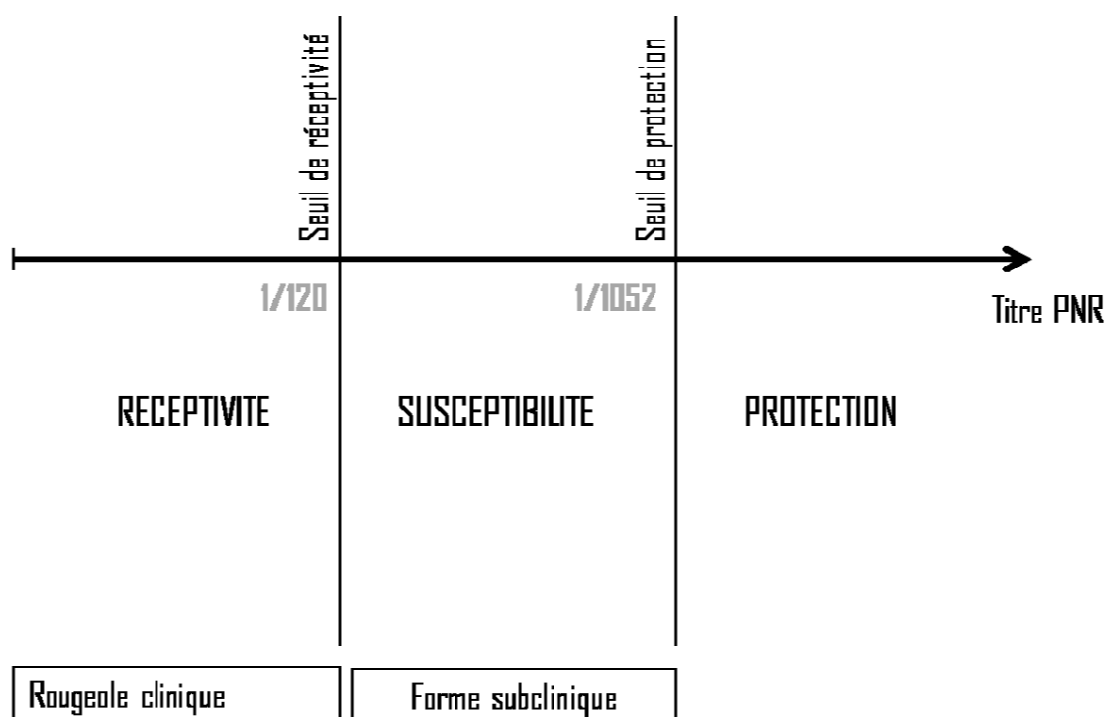 Seuil de réceptivité
Seuil de protection
1/120
1/1052
Titre PNR
RECEPTIVITE
SUSCEPTIBILITE
PROTECTION
Rougeole clinique
Forme subclinique